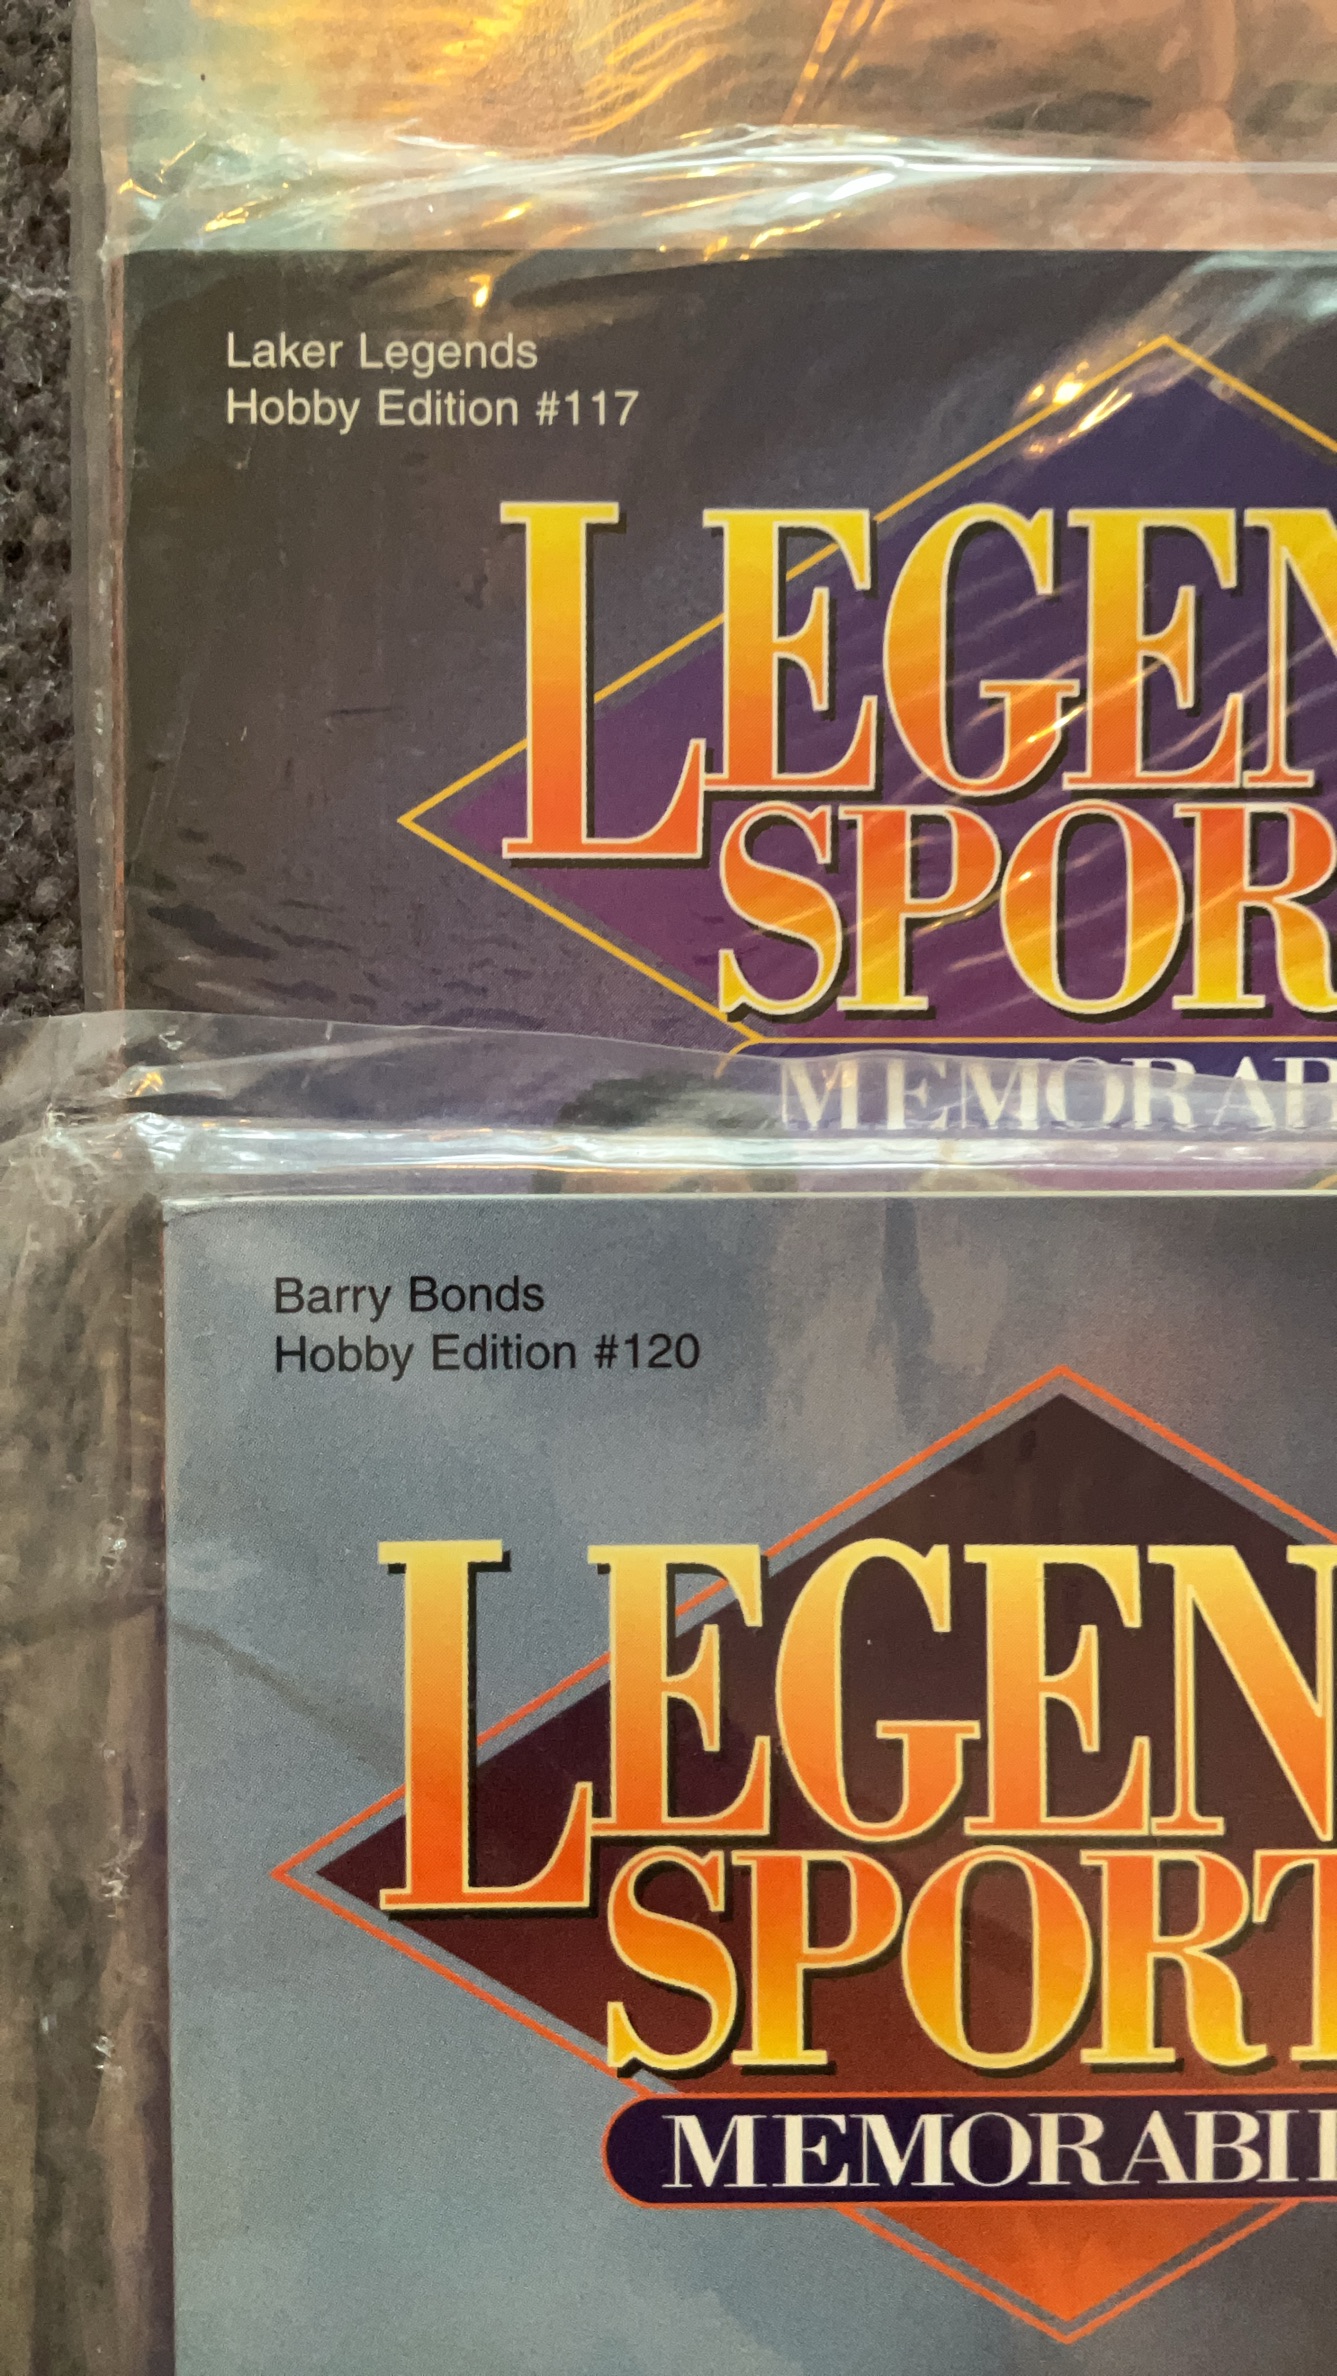 Laker Legends
Hobby Edition #117
LEGEN
SPOR
MEMORAB
Barry Bonds
Hobby Edition #120
LEGEN
SPORT
MEMORABI